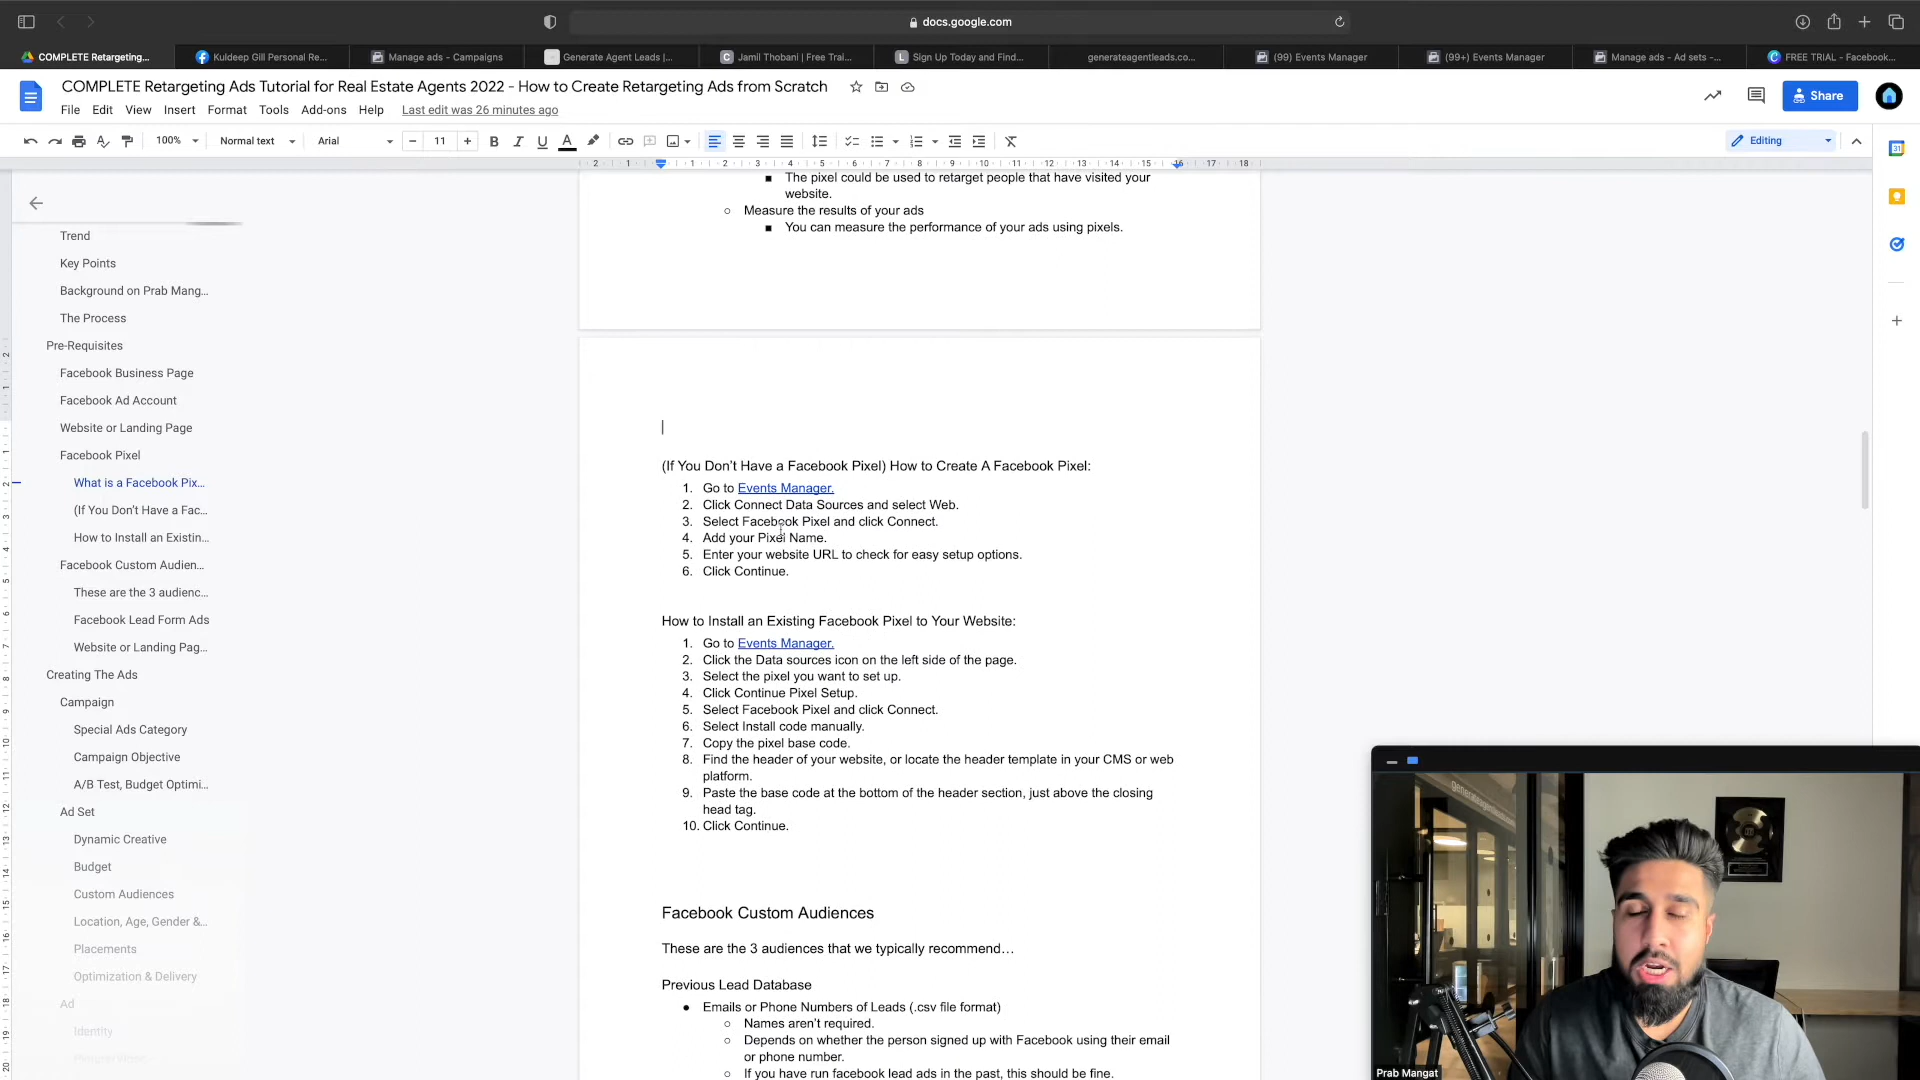 docs.google.com
COMPLETE Retargeting...
Kuldeep Gill Personal Re...
Manage ads - Campaigns
Generate Agent Leads |...
Jamil Thobani | Free Trai...
Sign Up Today and Find...
generateagentleads.co...
(99) Events Manager
(99+) Events Manager
Manage ads - Ad sets -...
FREE TRIAL - Facebook...
COMPLETE Retargeting Ads Tutorial for Real Estate Agents 2022 - How to Create Retargeting Ads from Scratch
File Edit View Insert Format Tools Add-ons Help Last edit was 26 minutes ago
Share
100% Normal text Arial 11
Editing
Trend
Key Points
Background on Prab Mang...
The Process
Pre-Requisites
Facebook Business Page
Facebook Ad Account
Website or Landing Page
Facebook Pixel
What is a Facebook Pix...
(If You Don't Have a Fac...
How to Install an Existin...
Facebook Custom Audien...
These are the 3 audienc...
Facebook Lead Form Ads
Website or Landing Pag...
Creating The Ads
Campaign
Special Ads Category
Campaign Objective
A/B Test, Budget Optimi...
Ad Set
Dynamic Creative
Budget
Custom Audiences
Location, Age, Gender &...
Placements
Optimization & Delivery
Ad
Identity
The pixel could be used to retarget people that have visited your
website.
Measure the results of your ads
You can measure the performance of your ads using pixels.
(If You Don't Have a Facebook Pixel) How to Create A Facebook Pixel:
1. Go to Events Manager.
2. Click Connect Data Sources and select Web.
3. Select Facebook Pixel and click Connect.
4. Add your Pixel Name.
5. Enter your website URL to check for easy setup options.
6. Click Continue.
How to Install an Existing Facebook Pixel to Your Website:
1. Go to Events Manager.
2. Click the Data sources icon on the left side of the page.
3. Select the pixel you want to set up.
4. Click Continue Pixel Setup.
5. Select Facebook Pixel and click Connect.
6. Select Install code manually.
7. Copy the pixel base code.
8. Find the header of your website, or locate the header template in your CMS or web
platform.
9. Paste the base code at the bottom of the header section, just above the closing
head tag.
10. Click Continue.
Facebook Custom Audiences
These are the 3 audiences that we typically recommend…
Previous Lead Database
Emails or Phone Numbers of Leads (.csv file format)
Names aren't required.
Depends on whether the person signed up with Facebook using their email
or phone number.
If you have run facebook lead ads in the past, this should be fine.
Prab Mangat